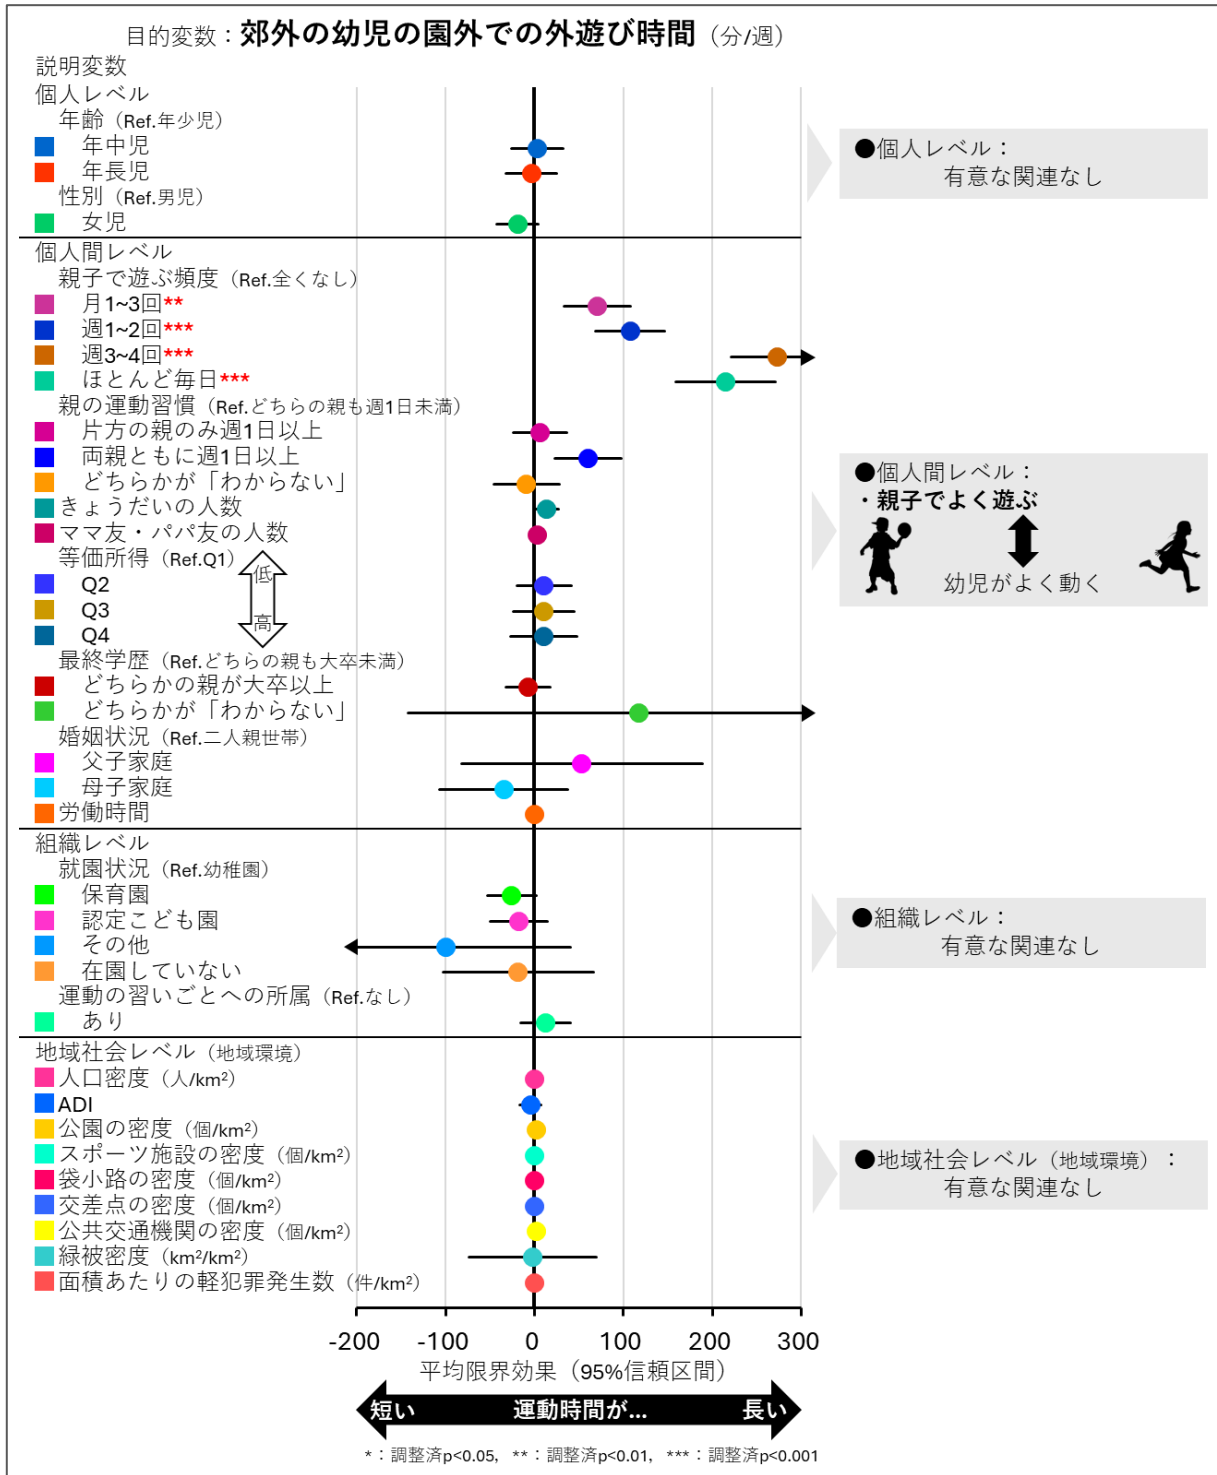 目的変数：郊外の幼児の園外での外遊び時間（分/週）
説明変数
個人レベル
年齢（Ref.年少児）
年中児
年長児
性別（Ref.男児）
女児
●個人レベル：
有意な関連なし
個人間レベル
親子で遊ぶ頻度（Ref.全くなし）
月1~3回**
週1~2回***
週3~4回***
ほとんど毎日***
親の運動習慣（Ref.どちらの親も週1日未満）
片方の親のみ週1日以上
両親ともに週1日以上
どちらかが「わからない」
きょうだいの人数
ママ友・パパ友の人数
等価所得（Ref.Q1）
低
高
Q2
Q3
Q4
最終学歴（Ref.どちらの親も大卒未満）
どちらかの親が大卒以上
どちらかが「わからない」
婚姻状況（Ref.二人親世帯）
父子家庭
母子家庭
労働時間
●個人間レベル：
・親子でよく遊ぶ
幼児がよく動く
組織レベル
就園状況（Ref.幼稚園）
保育園
認定こども園
その他
在園していない
運動の習いごとへの所属（Ref.なし）
あり
●組織レベル：
有意な関連なし
地域社会レベル（地域環境）
人口密度（人/km²）
ADI
公園の密度（個/km²）
スポーツ施設の密度（個/km²）
袋小路の密度（個/km²）
交差点の密度（個/km²）
公共交通機関の密度（個/km²）
緑被密度（km²/km²）
面積あたりの軽犯罪発生数（件/km²）
●地域社会レベル（地域環境）：
有意な関連なし
-200 -100 0 100 200 300
平均限界効果（95%信頼区間）
短い 運動時間が... 長い
*：調整済p<0.05, **：調整済p<0.01, ***：調整済p<0.001